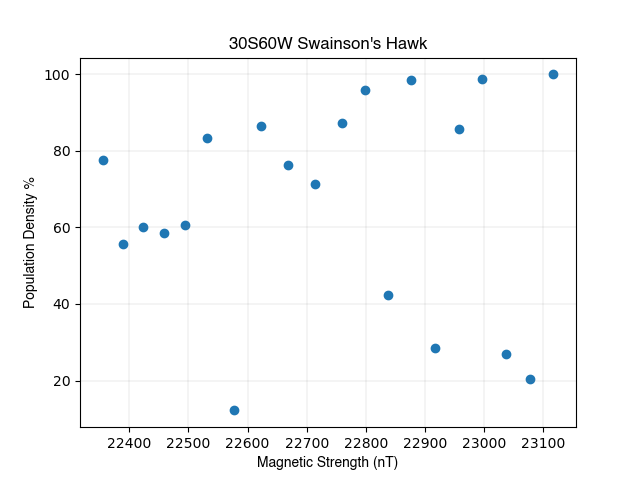 30S60W Swainson's Hawk
100
80
60
40
20
Population Density %
22400 22500 22600 22700 22800 22900 23000 23100
Magnetic Strength (nT)